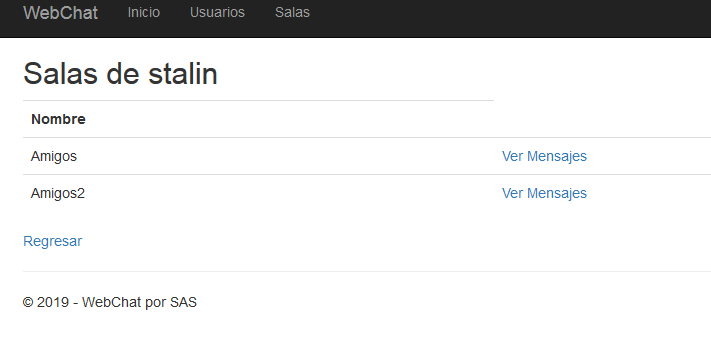 WebChat Inicio Usuarios Salas
Salas de stalin
Nombre
Amigos Ver Mensajes
Amigos2 Ver Mensajes
Regresar
© 2019 - WebChat por SAS